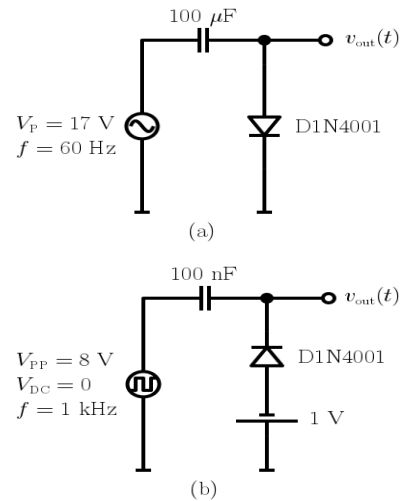 100 μF
v_out(t)
V_P = 17 V
f = 60 Hz
D1N4001
(a)
100 nF
v_out(t)
V_PP = 8 V
V_DC = 0
f = 1 kHz
D1N4001
1 V
(b)